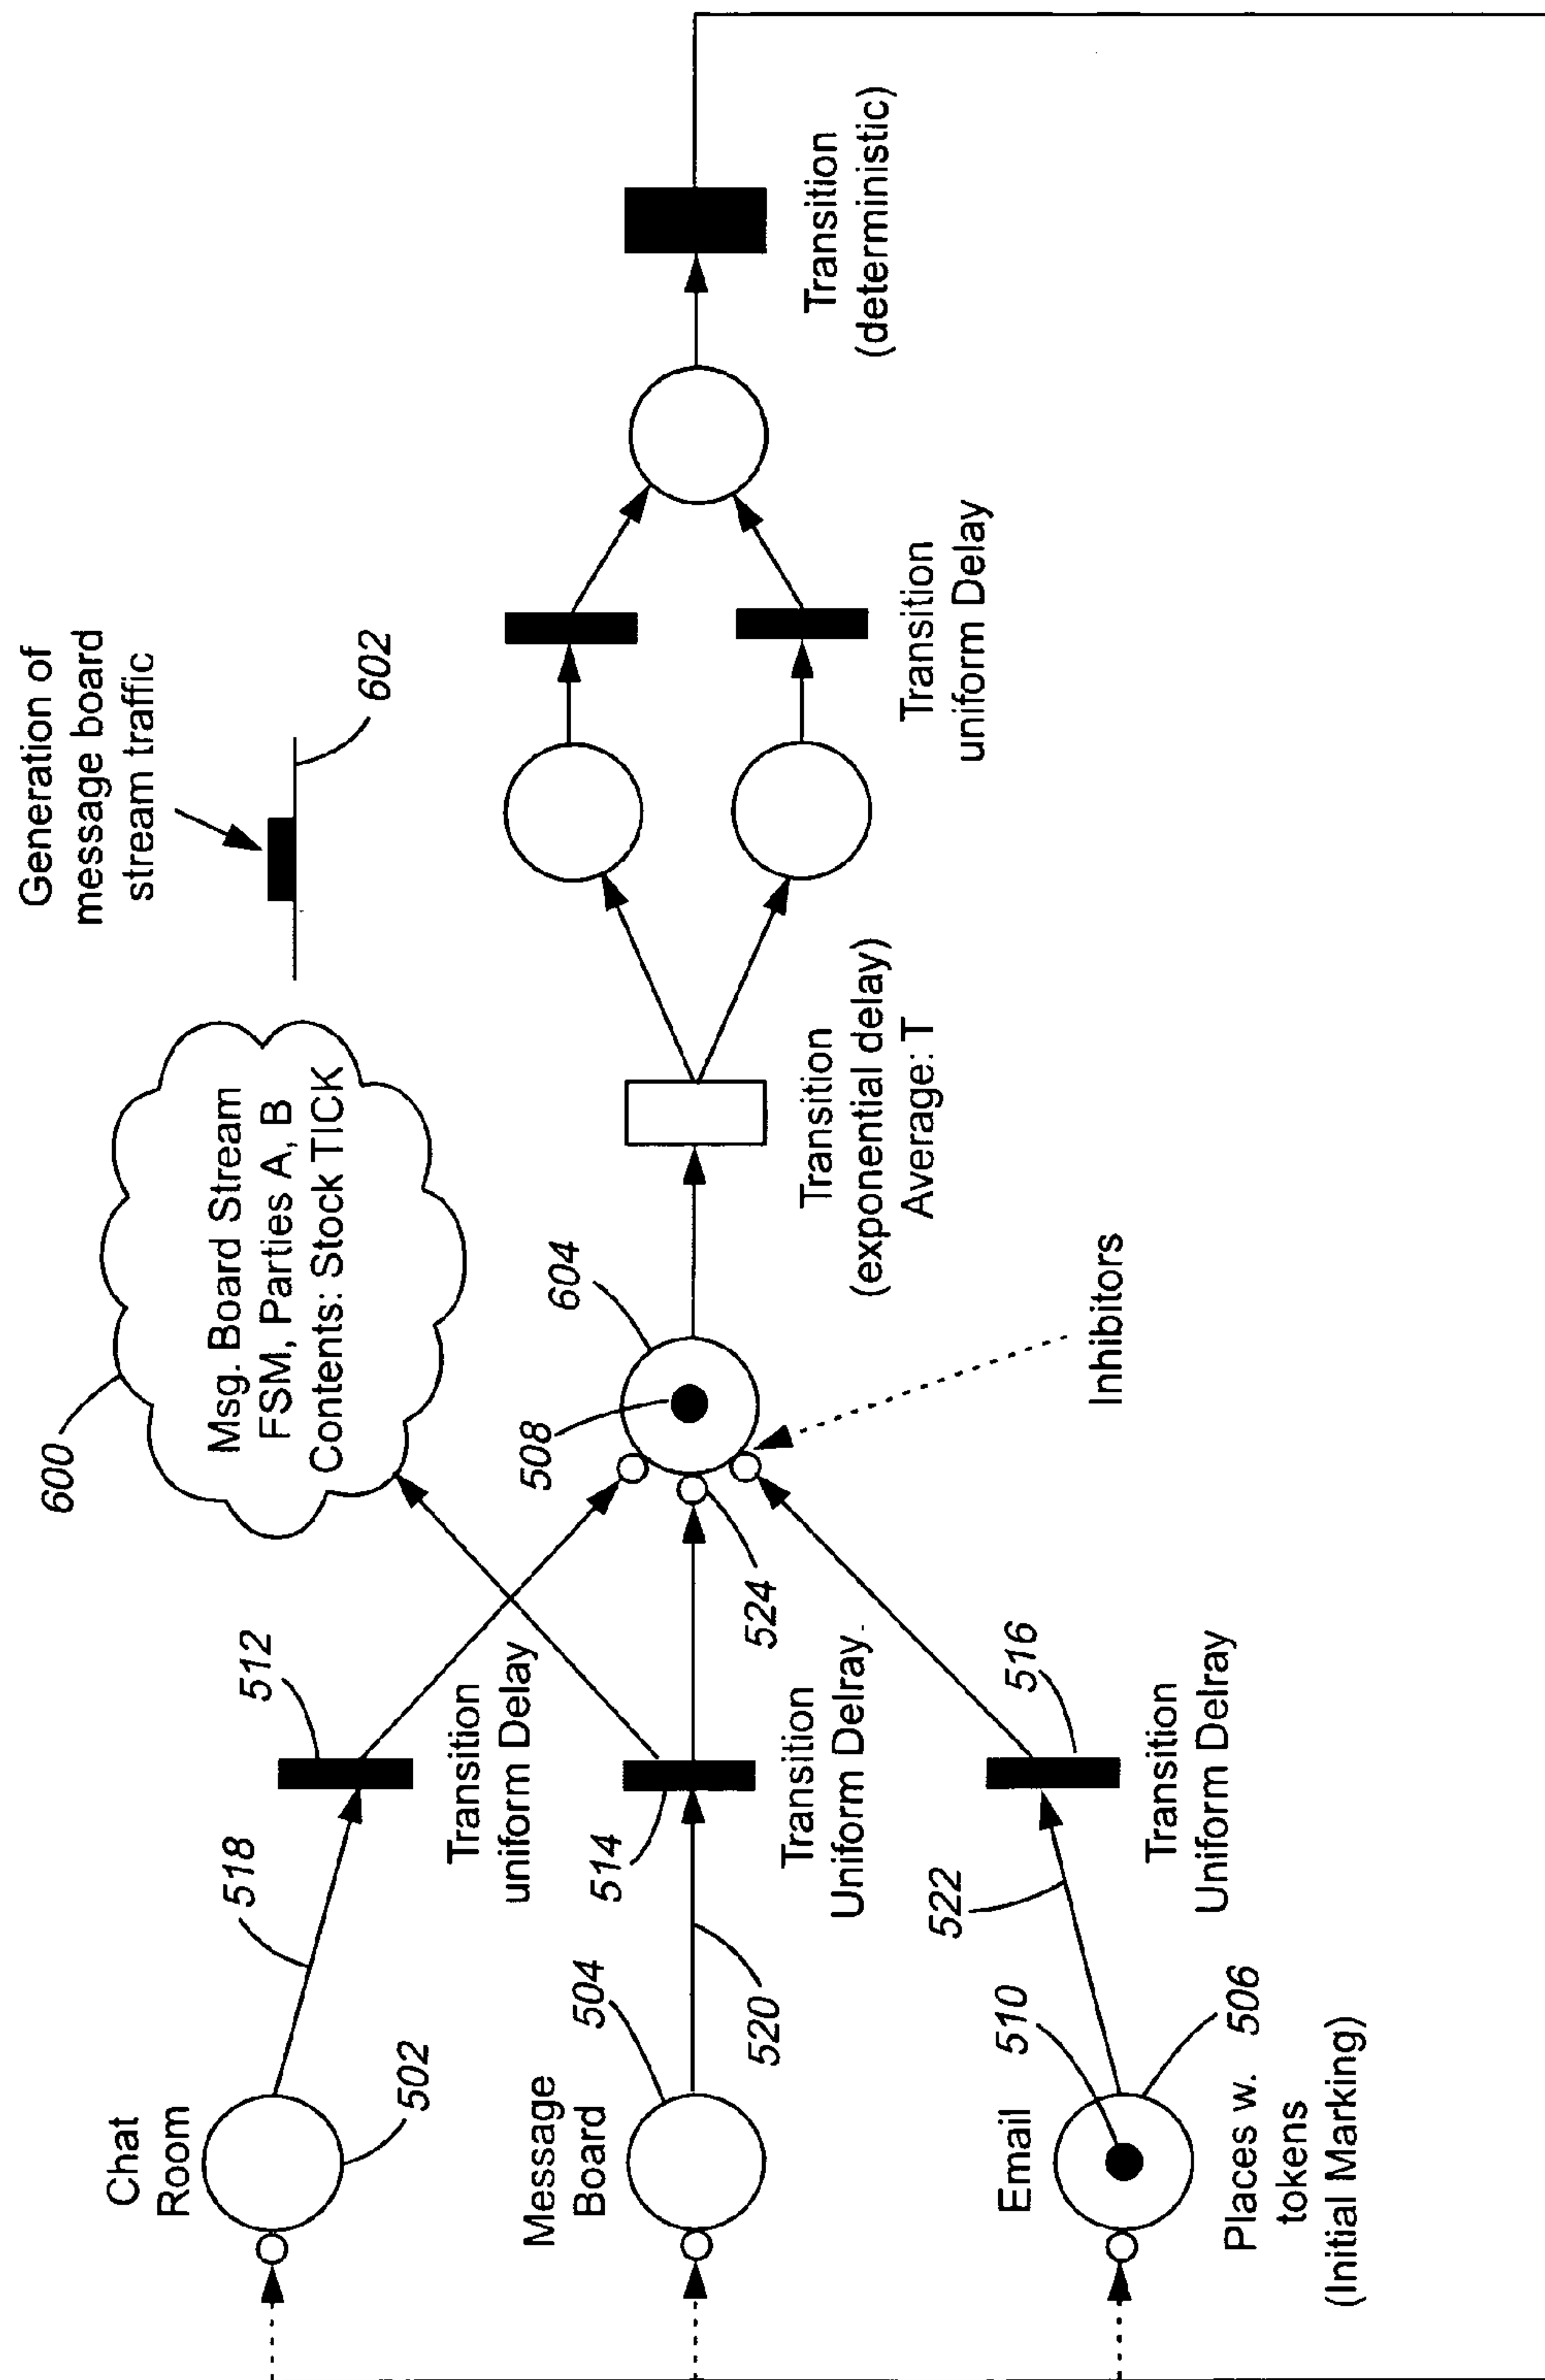 Generation of
message board
stream traffic
602
600
Msg. Board Stream
FSM, Parties A, B
Contents: Stock TICK
Chat
Room
502
518
512
Transition
uniform Delay
Message
Board
504
520
514
Transition
Uniform Delray.
524
508
604
Inhibitors
Transition
(exponential delay)
Average: T
Transition
uniform Delay
Transition
(deterministic)
Email
510
506
522
516
Transition
Uniform Delray
Places w.
tokens
(Initial Marking)